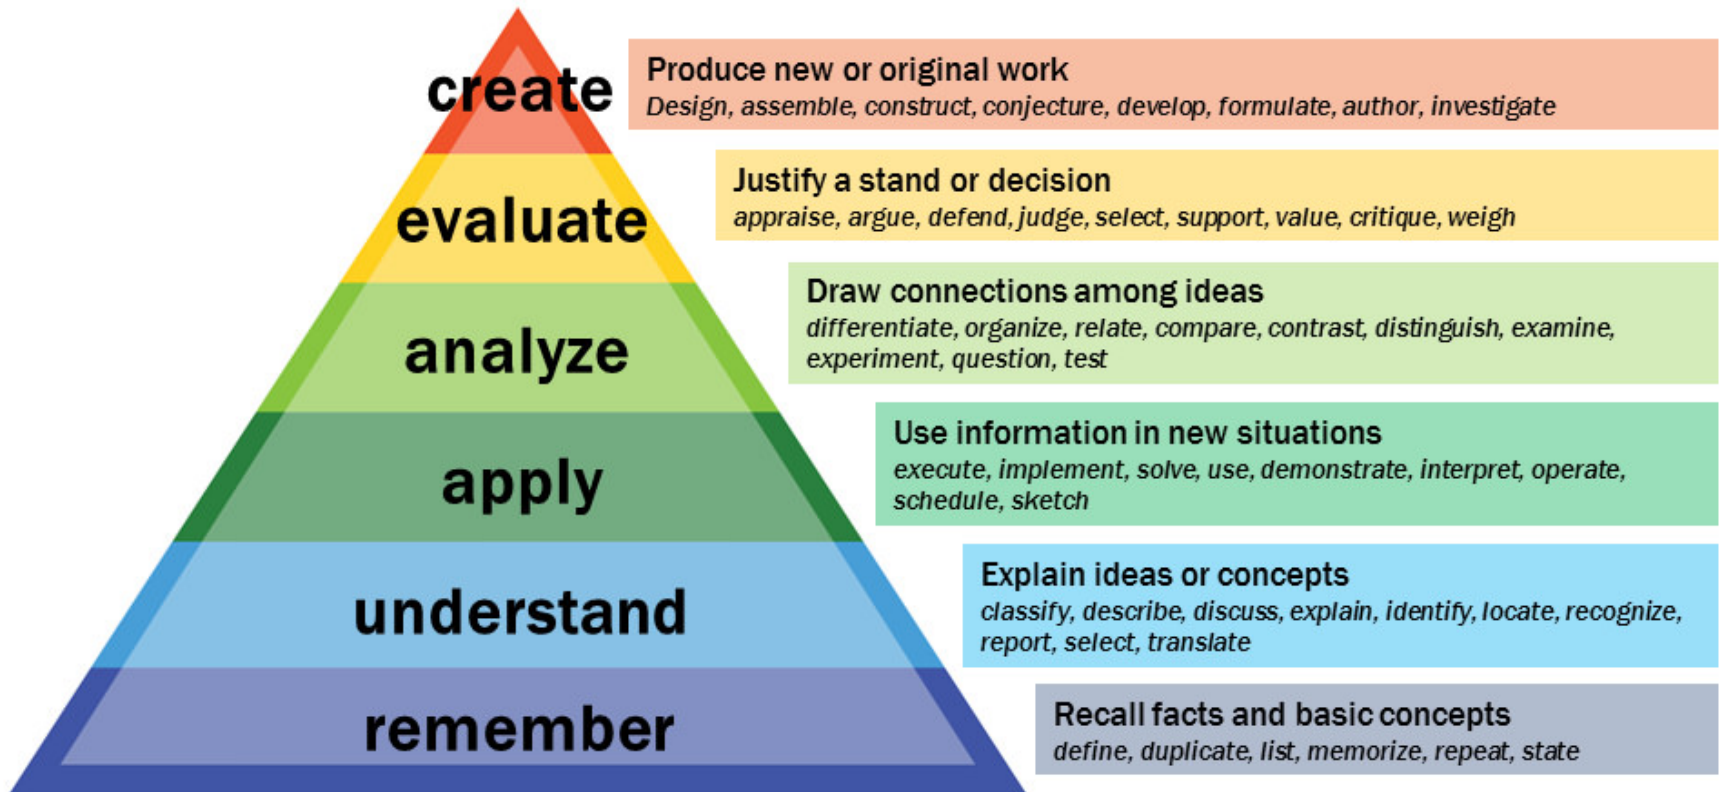 create
Produce new or original work
Design, assemble, construct, conjecture, develop, formulate, author, investigate
evaluate
Justify a stand or decision
appraise, argue, defend, judge, select, support, value, critique, weigh
analyze
Draw connections among ideas
differentiate, organize, relate, compare, contrast, distinguish, examine,
experiment, question, test
apply
Use information in new situations
execute, implement, solve, use, demonstrate, interpret, operate,
schedule, sketch
understand
Explain ideas or concepts
classify, describe, discuss, explain, identify, locate, recognize,
report, select, translate
remember
Recall facts and basic concepts
define, duplicate, list, memorize, repeat, state